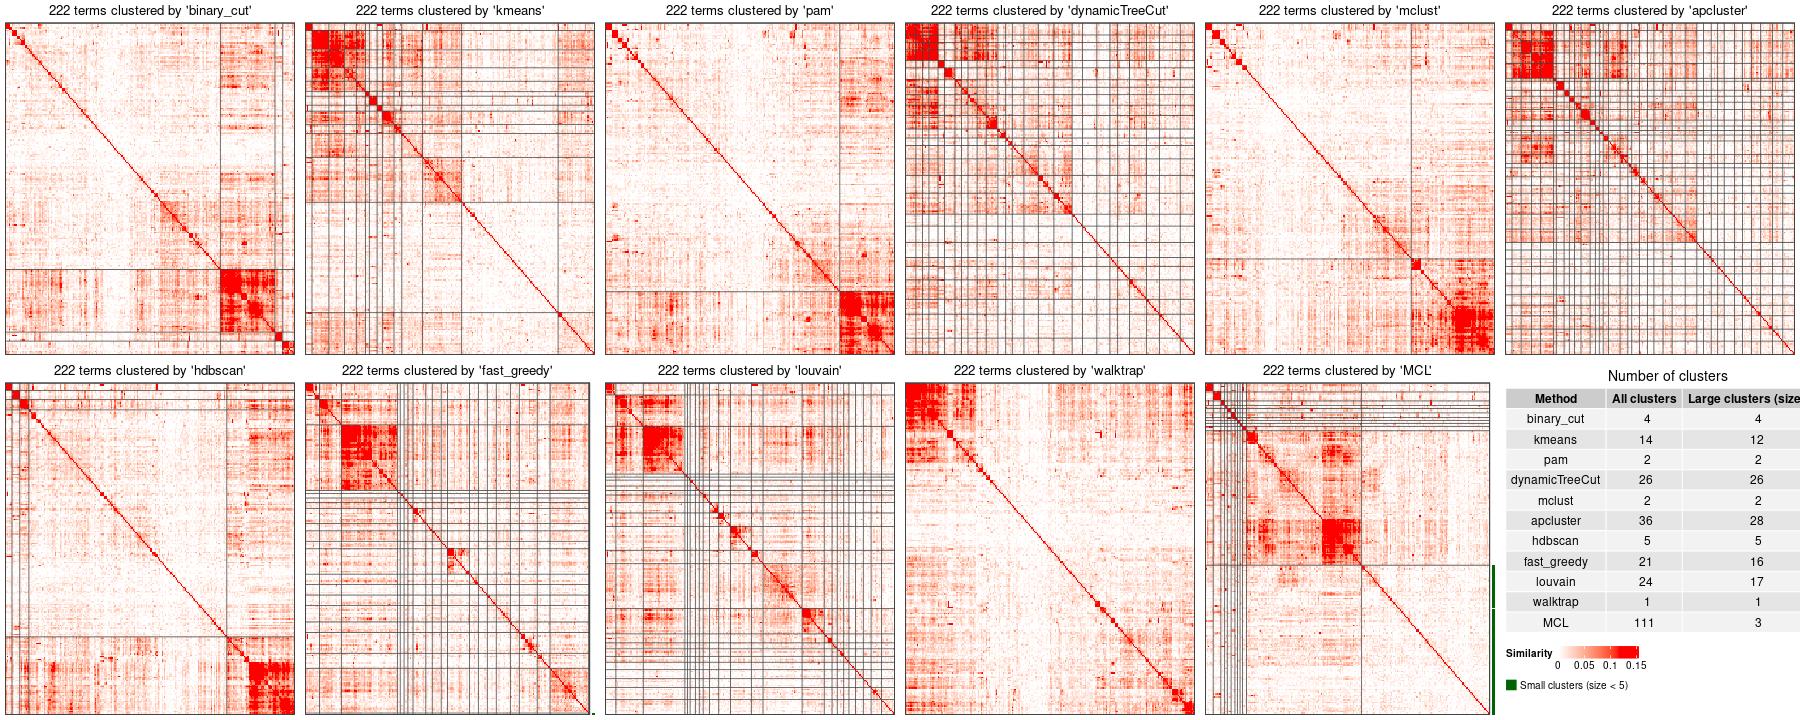 222 terms clustered by 'binary_cut'
222 terms clustered by 'kmeans'
222 terms clustered by 'pam'
222 terms clustered by 'dynamicTreeCut'
222 terms clustered by 'mclust'
222 terms clustered by 'apcluster'
222 terms clustered by 'hdbscan'
222 terms clustered by 'fast_greedy'
222 terms clustered by 'louvain'
222 terms clustered by 'walktrap'
222 terms clustered by 'MCL'
Number of clusters
Method All clusters Large clusters (size
binary_cut 4 4
kmeans 14 12
pam 2 2
dynamicTreeCut 26 26
mclust 2 2
apcluster 36 28
hdbscan 5 5
fast_greedy 21 16
louvain 24 17
walktrap 1 1
MCL 111 3
Similarity
0 0.05 0.1 0.15
Small clusters (size < 5)